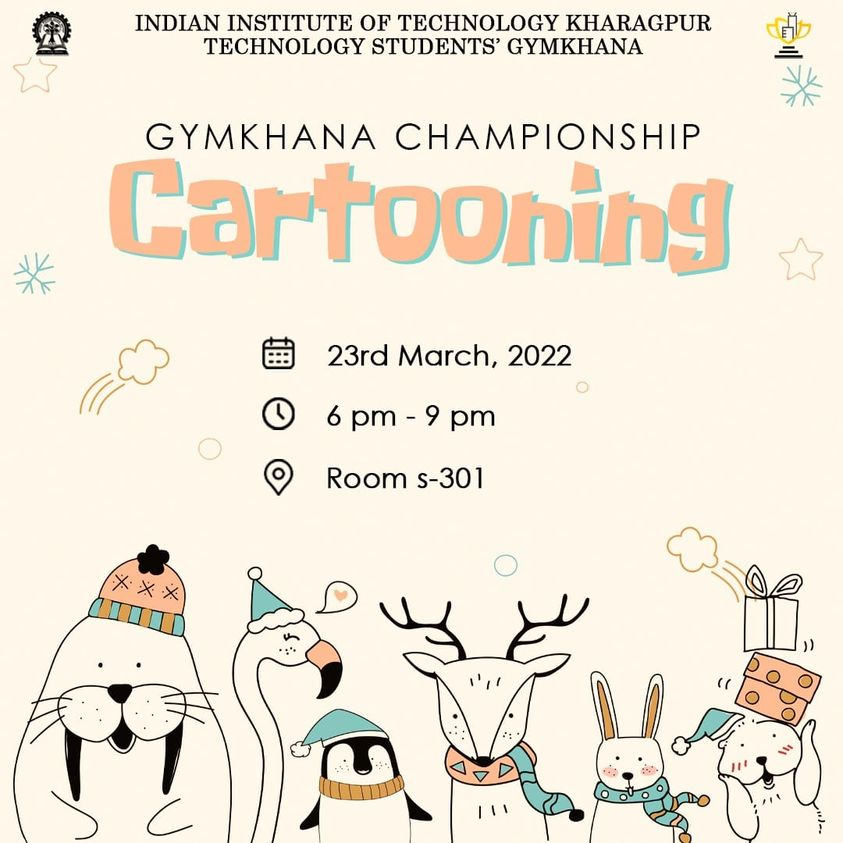 INDIAN INSTITUTE OF TECHNOLOGY KHARAGPUR
TECHNOLOGY STUDENTS' GYMKHANA
GYMKHANA CHAMPIONSHIP
Cartooning
23rd March, 2022
6 pm - 9 pm
Room s-301